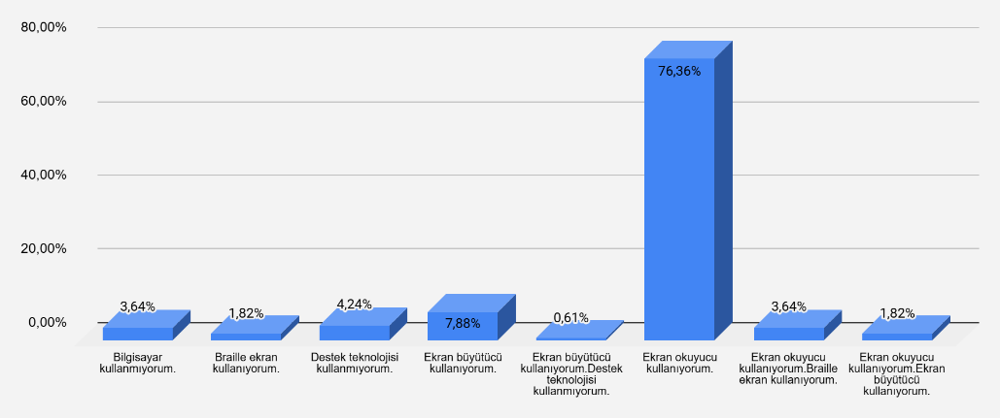 80,00%
60,00%
40,00%
20,00%
0,00%
3,64%
1,82%
4,24%
7,88%
0,61%
76,36%
3,64%
1,82%
Bilgisayar
kullanmıyorum.
Braille ekran
kullanıyorum.
Destek teknolojisi
kullanmıyorum.
Ekran büyütücü
kullanıyorum.
Ekran büyütücü
kullanıyorum.Destek
teknolojisi
kullanmıyorum.
Ekran okuyucu
kullanıyorum.
Ekran okuyucu
kullanıyorum.Braille
ekran kullanıyorum.
Ekran okuyucu
kullanıyorum.Ekran
büyütücü
kullanıyorum.